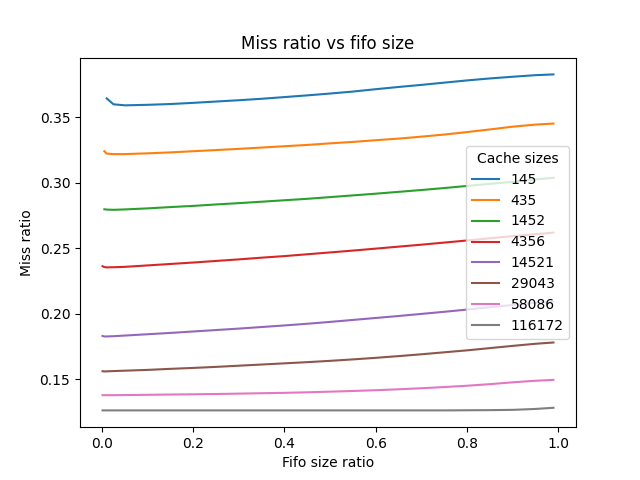 Miss ratio vs fifo size
Miss ratio
0.35
0.30
0.25
0.20
0.15
Cache sizes
145
435
1452
4356
14521
29043
58086
116172
0.0 0.2 0.4 0.6 0.8 1.0
Fifo size ratio